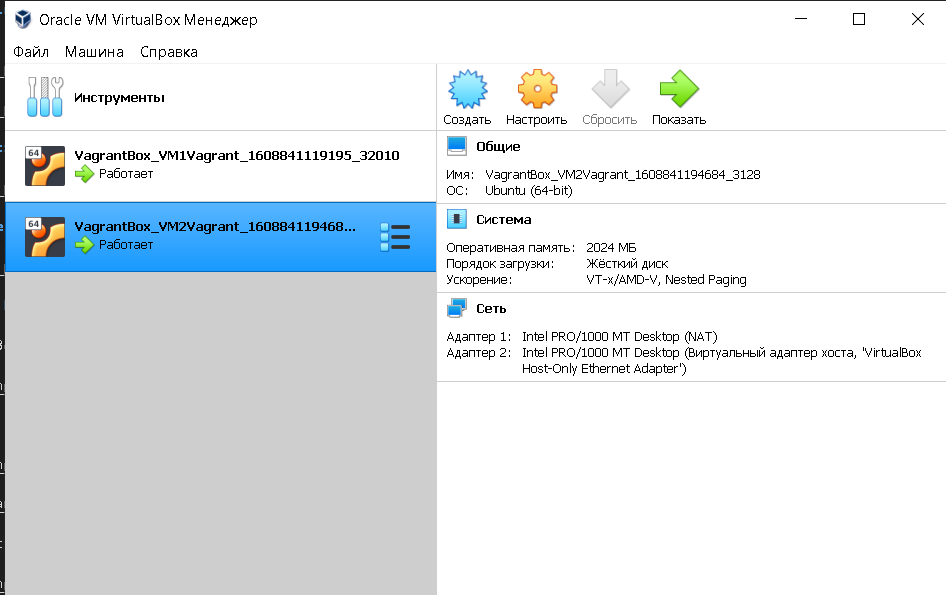 Oracle VM VirtualBox Менеджер
Файл Машина Справка
Инструменты
Создать Настроить Сбросить Показать
64
VagrantBox_VM1Vagrant_1608841119195_32010
Работает
64
VagrantBox_VM2Vagrant_160884119468...
Работает
Общие
Имя: VagrantBox_VM2Vagrant_1608841194684_3128
ОС: Ubuntu (64-bit)
Система
Оперативная память: 2024 МБ
Порядок загрузки: Жёсткий диск
Ускорение: VT-x/AMD-V, Nested Paging
Сеть
Адаптер 1: Intel PRO/1000 MT Desktop (NAT)
Адаптер 2: Intel PRO/1000 MT Desktop (Виртуальный адаптер хоста, 'VirtualBox
Host-Only Ethernet Adapter')